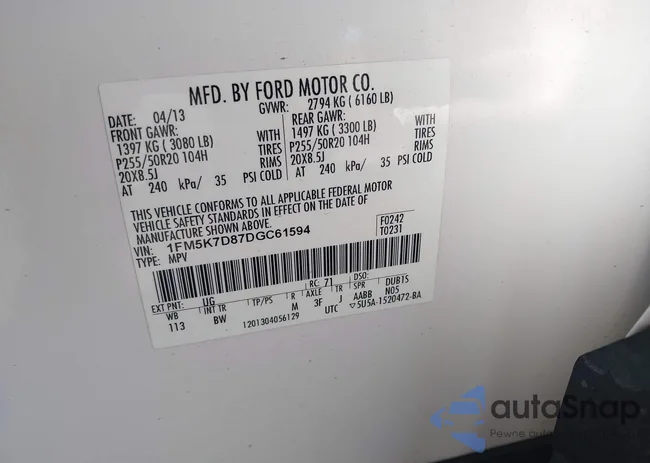 MFD. BY FORD MOTOR CO.
DATE: 04/13 GVWR: 2794 KG ( 6160 LB)
FRONT GAWR: REAR GAWR:
1397 KG ( 3080 LB) WITH 1497 KG ( 3300 LB) WITH
P255/50R20 104H TIRES P255/50R20 104H TIRES
20X8.5J RIMS 20X8.5J RIMS
AT 240 kPa/ 35 PSI COLD AT 240 kPa/ 35 PSI COLD
THIS VEHICLE CONFORMS TO ALL APPLICABLE FEDERAL MOTOR
VEHICLE SAFETY STANDARDS IN EFFECT ON THE DATE OF
MANUFACTURE SHOWN ABOVE.
VIN: 1FM5K7D87DGC61594 F0242
TYPE: MPV T0231
EXT PNT: UG RC: 71 DSO:
WB INT TR TP/PS R AXLE TR SPR DUB15
113 BW M 3F J AABB N05
1201304056129 UTC ▽5U5A-1520472-BA
autoSnap
Pewne auto